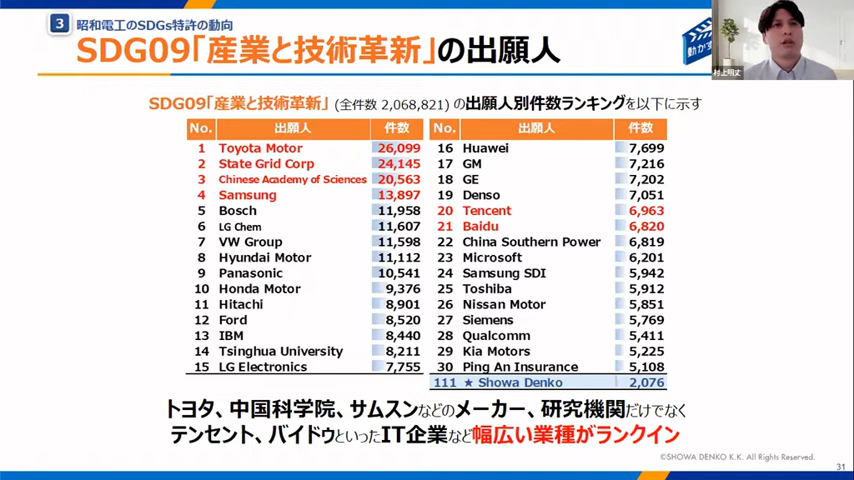 3 昭和電工のSDGs特許の動向
SDG09「産業と技術革新」の出願人
動かす
村上明丈
SDG09「産業と技術革新」 (全件数 2,068,821) の出願人別件数ランキングを以下に示す
No. 出願人 件数
1 Toyota Motor 26,099
2 State Grid Corp 24,145
3 Chinese Academy of Sciences 20,563
4 Samsung 13,897
5 Bosch 11,958
6 LG Chem 11,607
7 VW Group 11,598
8 Hyundai Motor 11,112
9 Panasonic 10,541
10 Honda Motor 9,376
11 Hitachi 8,901
12 Ford 8,520
13 IBM 8,440
14 Tsinghua University 8,211
15 LG Electronics 7,755
No. 出願人 件数
16 Huawei 7,699
17 GM 7,216
18 GE 7,202
19 Denso 7,051
20 Tencent 6,963
21 Baidu 6,820
22 China Southern Power 6,819
23 Microsoft 6,201
24 Samsung SDI 5,942
25 Toshiba 5,912
26 Nissan Motor 5,851
27 Siemens 5,769
28 Qualcomm 5,411
29 Kia Motors 5,225
30 Ping An Insurance 5,108
111 ★ Showa Denko 2,076
トヨタ、中国科学院、サムスンなどのメーカー、研究機関だけでなく
テンセント、バイドゥといったIT企業など幅広い業種がランクイン
©SHOWA DENKO K.K. All Rights Reserved.
31